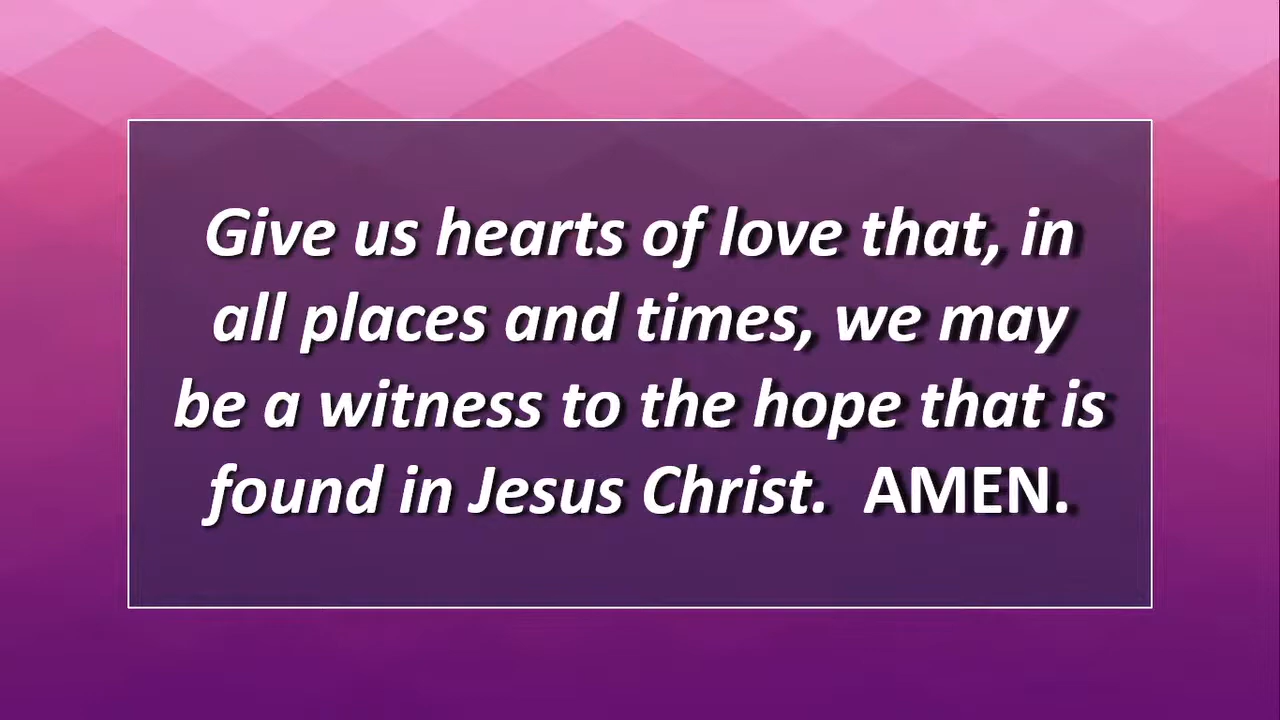 Give us hearts of love that, in
all places and times, we may
be a witness to the hope that is
found in Jesus Christ.  AMEN.